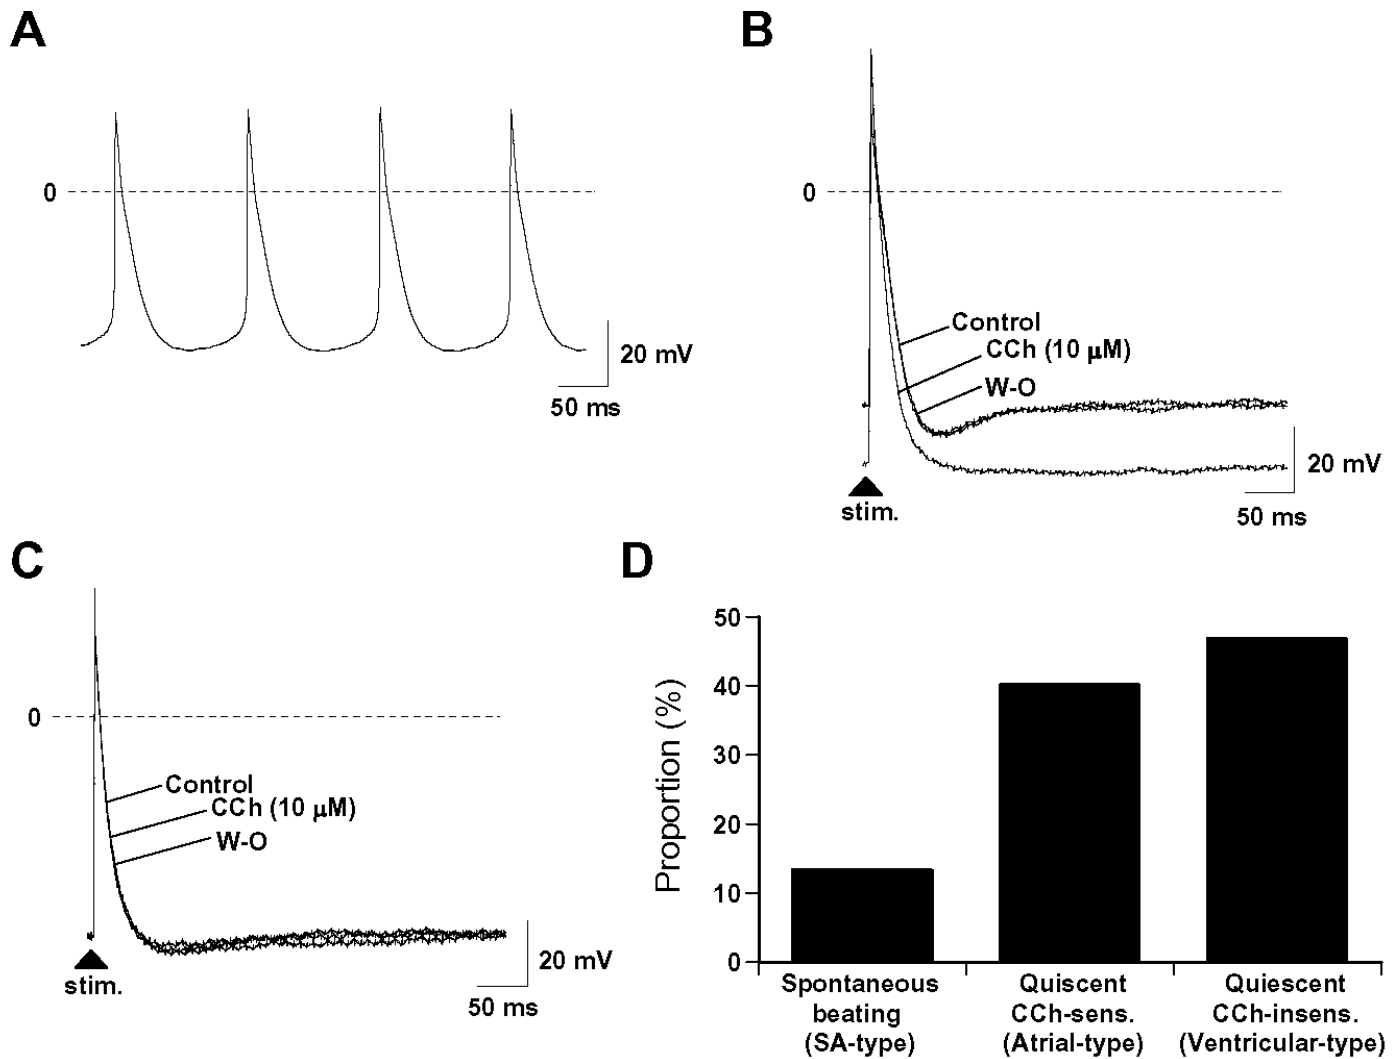 A
0
20 mV
50 ms
B
0
Control
CCh (10 μM)
W-O
20 mV
50 ms
stim.
C
0
Control
CCh (10 μM)
W-O
20 mV
50 ms
stim.
D
Proportion (%)
50
40
30
20
10
0
Spontaneous
beating
(SA-type)
Quiscent
CCh-sens.
(Atrial-type)
Quiescent
CCh-insens.
(Ventricular-type)